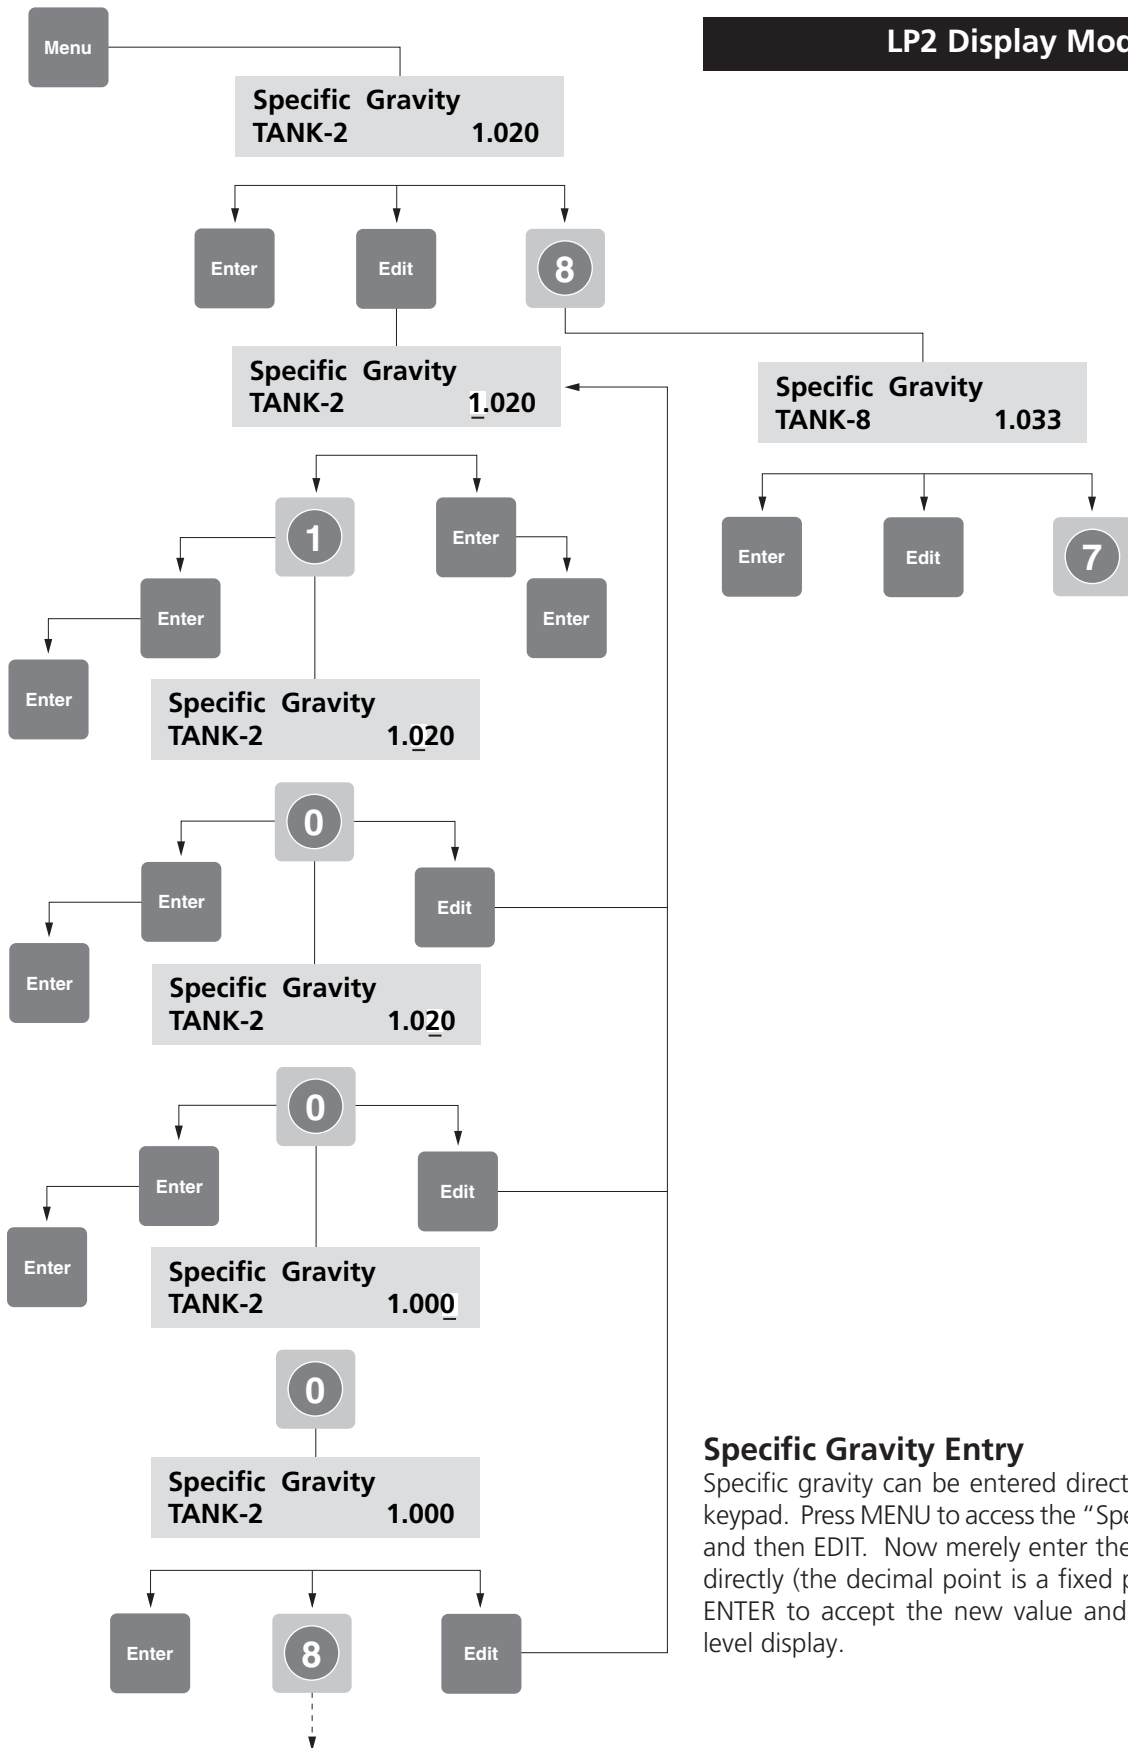 Menu
LP2 Display
Specific Gravity
TANK-2 1.020
Enter Edit 8
Specific Gravity
TANK-2 1.020
Specific Gravity
TANK-8 1.033
1 Enter
Enter Edit 7
Enter Enter
Enter
Specific Gravity
TANK-2 1.020
0
Enter Edit
Enter
Specific Gravity
TANK-2 1.020
0
Enter Edit
Enter
Specific Gravity
TANK-2 1.000
0
Specific Gravity
TANK-2 1.000
Enter 8 Edit
Specific Gravity Entry
Specific gravity can be entered
keypad. Press MENU to access the
and then EDIT. Now merely enter the
directly (the decimal point is a fixed
ENTER to accept the new value and
level display.